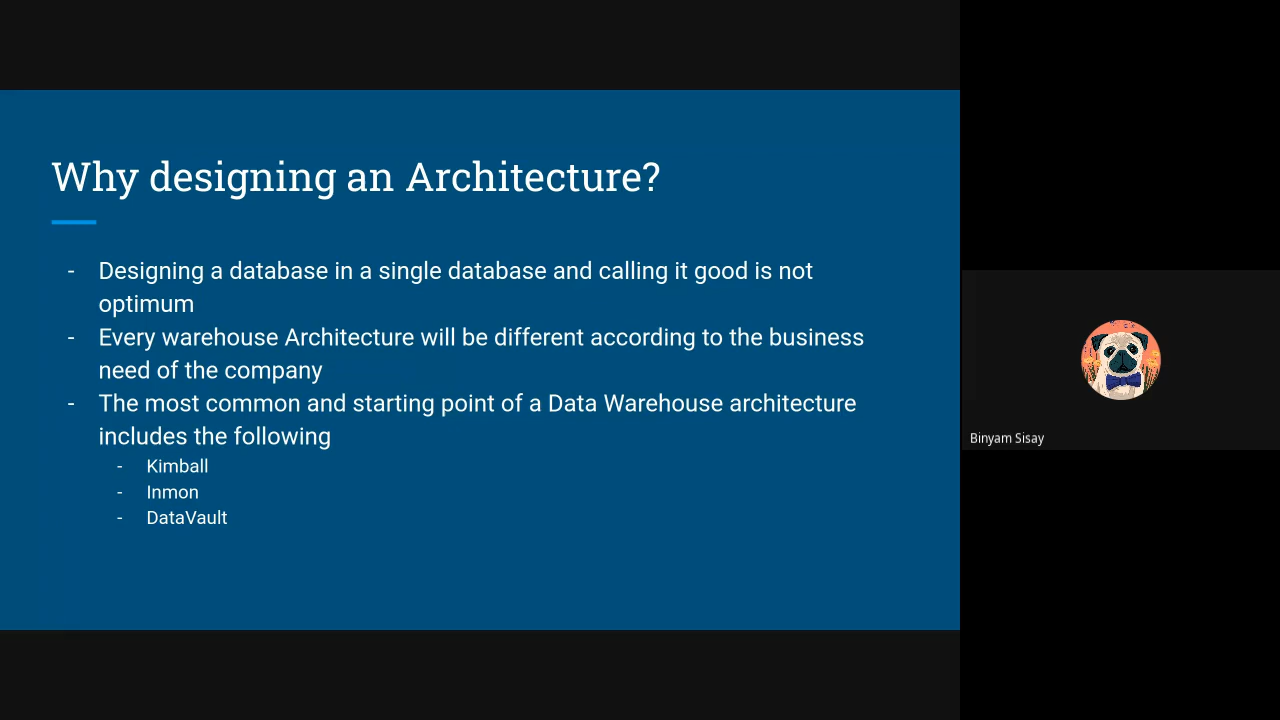 Why designing an Architecture?
- Designing a database in a single database and calling it good is not
optimum
- Every warehouse Architecture will be different according to the business
need of the company
- The most common and starting point of a Data Warehouse architecture
includes the following
- Kimball
- Inmon
- DataVault
Binyam Sisay